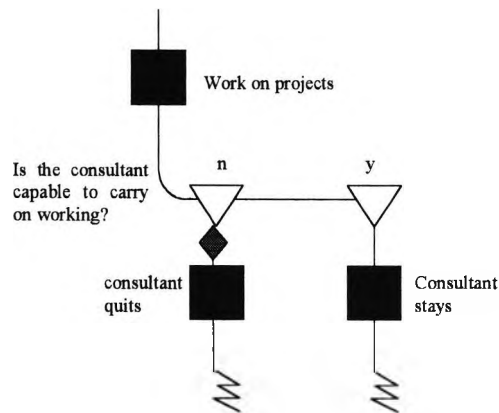 Work on projects
Is the consultant
capable to carry
on working?
n
y
consultant
quits
Consultant
stays